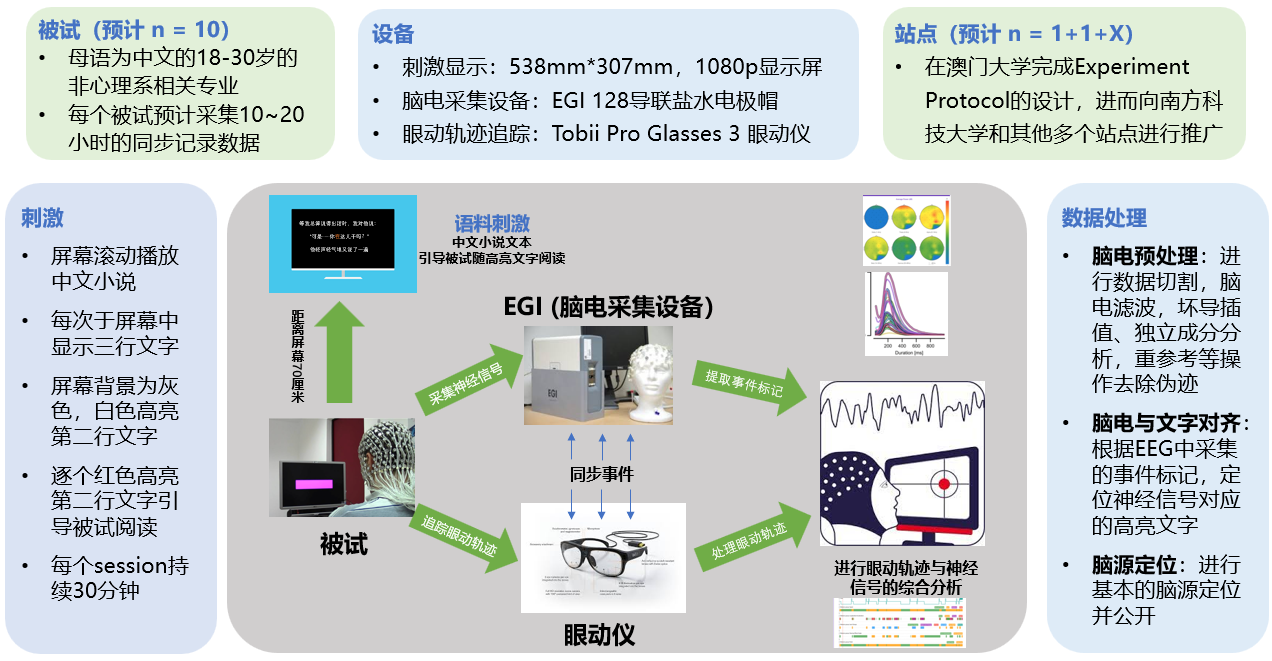 被试（预计 n = 10）
• 母语为中文的18-30岁的
非心理系相关专业
• 每个被试预计采集10~20
小时的同步记录数据
设备
• 刺激显示：538mm*307mm，1080p显示屏
• 脑电采集设备：EGI 128导联盐水电极帽
• 眼动轨迹追踪：Tobii Pro Glasses 3 眼动仪
站点（预计 n = 1+1+X）
• 在澳门大学完成Experiment
Protocol的设计，进而向南方科
技大学和其他多个站点进行推广
刺激
• 屏幕滚动播放
中文小说
• 每次于屏幕中
显示三行文字
• 屏幕背景为灰
色，白色高亮
第二行文字
• 逐个红色高亮
第二行文字引
导被试阅读
• 每个session持
续30分钟
语料刺激
中文小说文本
引导被试随高亮文字阅读
距离屏幕70厘米
EGI (脑电采集设备)
EGI
采集神经信号
提取事件标记
同步事件
被试
追踪眼动轨迹
处理眼动轨迹
眼动仪
200 400 600 800
Duration [ms]
进行眼动轨迹与神经
信号的综合分析
数据处理
• 脑电预处理：进
行数据切割，脑
电滤波，坏导插
值、独立成分分
析，重参考等操
作去除伪迹
• 脑电与文字对齐：
根据EEG中采集
的事件标记，定
位神经信号对应
的高亮文字
• 脑源定位：进行
基本的脑源定位
并公开